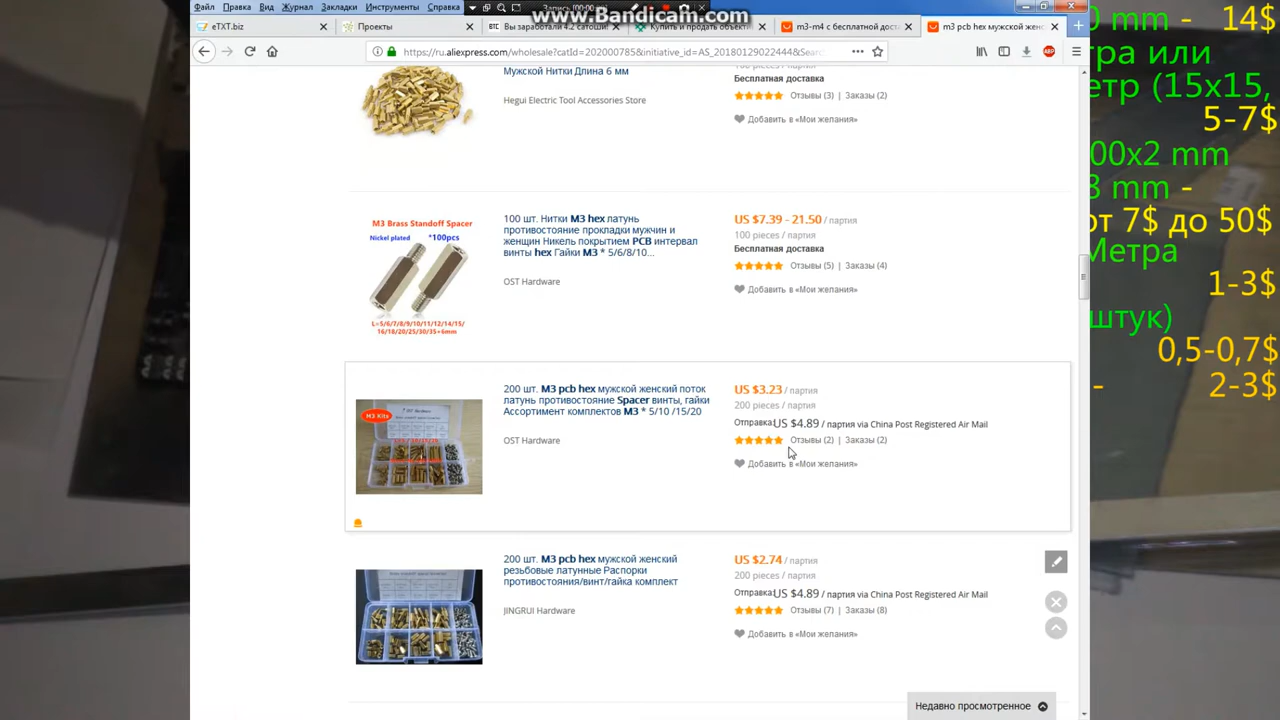 Файл Правка Вид Журнал Закладки Инструменты Справка
www.Bandicam.com
eTXT.biz
Проекты
Вы заработали 4.2 сатоши
Купите и продать объекти
m3-m4 с бесплатной доста
m3 pcb hex мужской женс
https://ru.aliexpress.com/wholesale?catId=202000785&initiative_id=AS_20180129022444&Sear
Мужской Нитки Длина 6 мм
Hegui Electric Tool Accessories Store
Бесплатная доставка
Отзывы (3) | Заказы (2)
Добавить в «Мои желания»
M3 Brass Standoff Spacer
Nickel plated *100pcs
L=5/6/7/8/9/10/11/12/14/15/
16/18/20/25/30/35+6mm
100 шт. Нитки M3 hex латунь
противостояние прокладки мужчин и
женщин Никель покрытием PCB интервал
винты hex Гайки M3 * 5/6/8/10...
OST Hardware
US $7.39 - 21.50 / партия
100 pieces / партия
Бесплатная доставка
Отзывы (5) | Заказы (4)
Добавить в «Мои желания»
M3 Kits
200 шт. M3 pcb hex мужской женский поток
латунь противостояние Spacer винты, гайки
Ассортимент комплектов M3 * 5/10 /15/20
OST Hardware
US $3.23 / партия
200 pieces / партия
Отправка: US $4.89 / партия via China Post Registered Air Mail
Отзывы (2) | Заказы (2)
Добавить в «Мои желания»
200 шт. M3 pcb hex мужской женский
резьбовые латунные Распорки
противостояния/винт/гайка комплект
JINGRUI Hardware
US $2.74 / партия
200 pieces / партия
Отправка: US $4.89 / партия via China Post Registered Air Mail
Отзывы (7) | Заказы (8)
Добавить в «Мои желания»
Недавно просмотренное
0 mm - 14$
тра или
етр (15x15,
5-7$
00x2 mm
8 mm -
от 7$ до 50$
Метра
1-3$
штук)
0,5-0,7$
- 2-3$